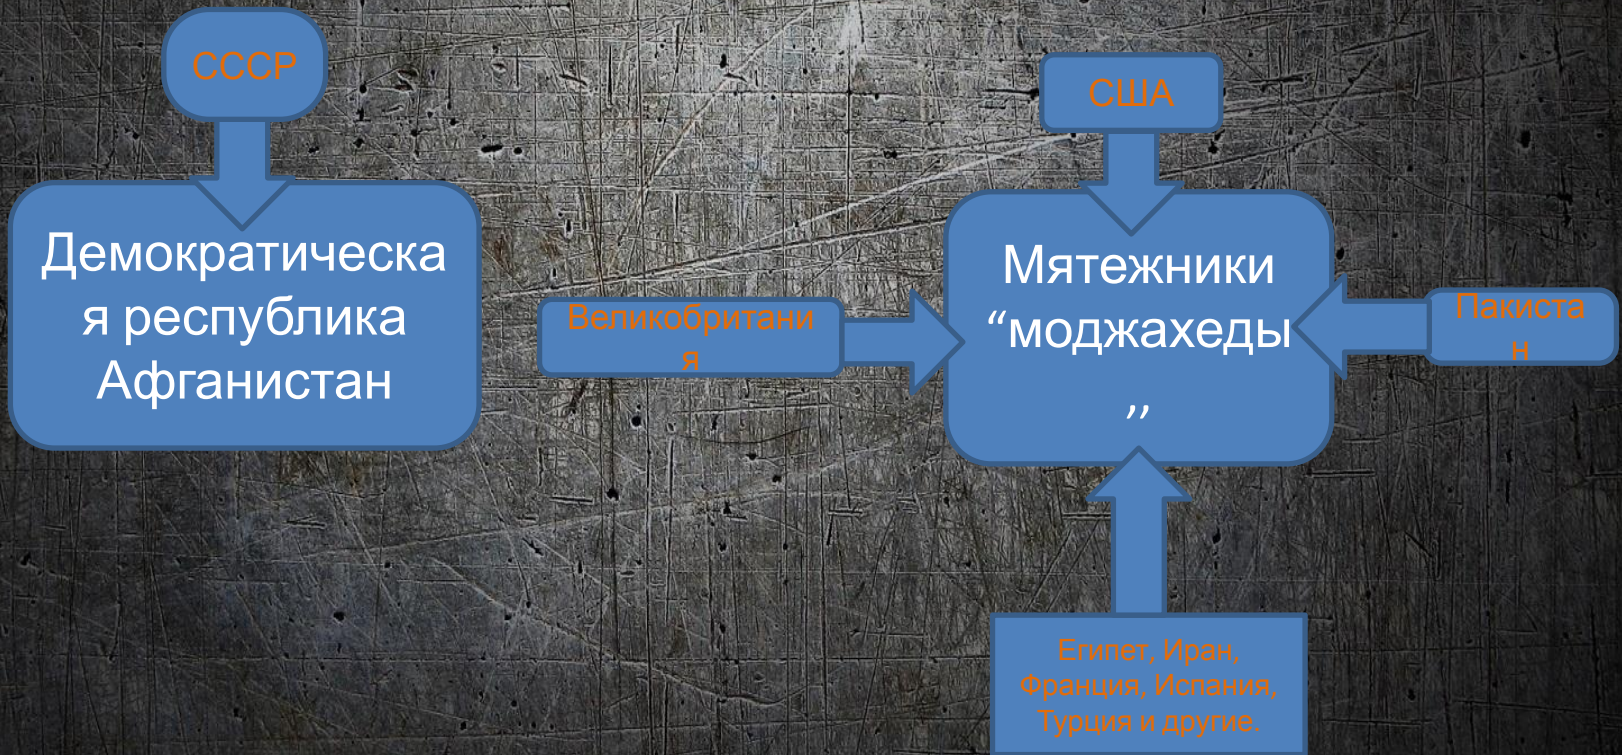 СССР
США
Демократическа
я республика
Афганистан
Великобритани
я
Мятежники
“моджахеды
,,
Пакиста
н
Египет, Иран,
Франция, Испания,
Турция и другие.